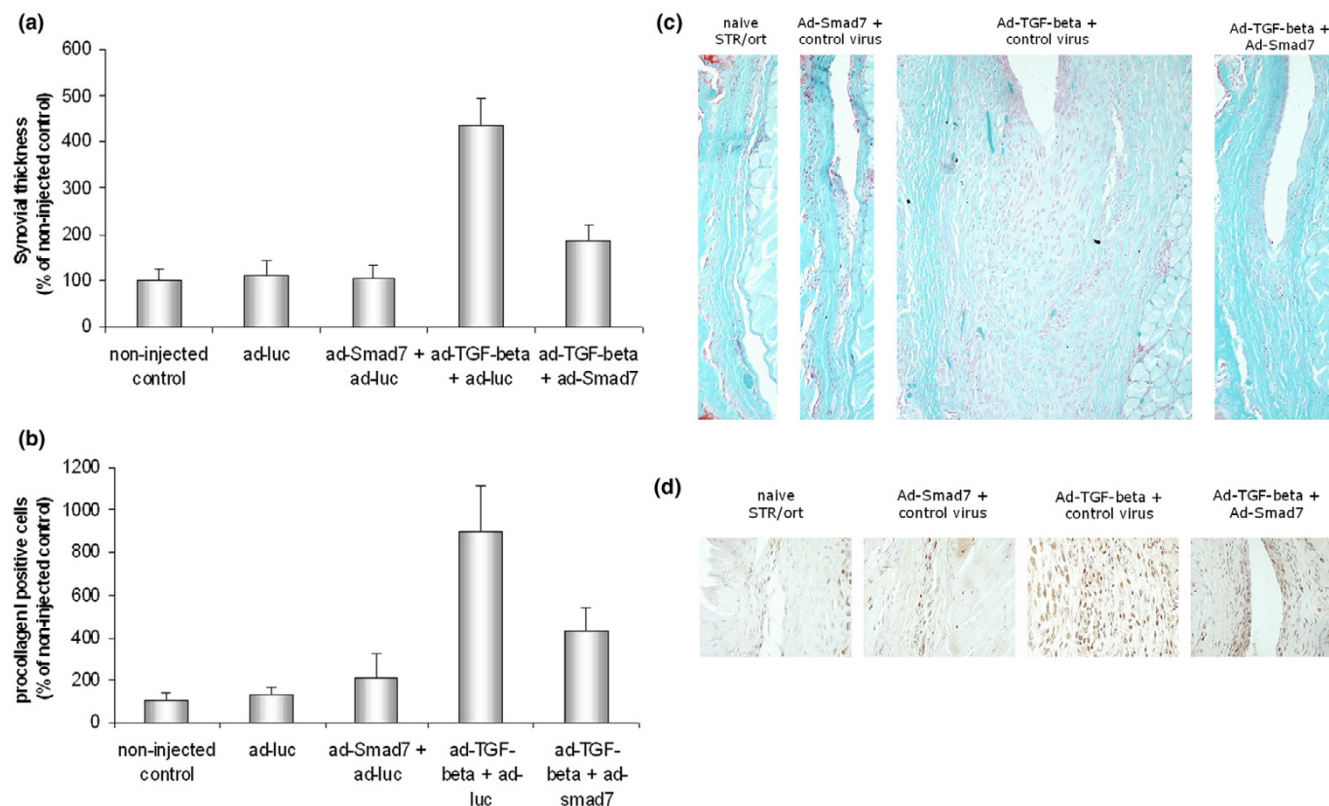 (a)
600
500
400
300
200
100
0
Synovial thickness
(% of non-injected control)
non-injected
control
ad-luc
ad-Smad7 +
ad-luc
ad-TGF-beta
+ ad-luc
ad-TGF-beta
+ ad-Smad7
(b)
1200
1000
800
600
400
200
0
procollagen I positive cells
(% of non-injected control)
non-injected
control
ad-luc
ad-Smad7 +
ad-luc
ad-TGF-
beta + ad-
luc
ad-TGF-
beta + ad-
smad7
(c)
naive
STR/ort
Ad-Smad7 +
control virus
Ad-TGF-beta +
control virus
Ad-TGF-beta +
Ad-Smad7
(d)
naive
STR/ort
Ad-Smad7 +
control virus
Ad-TGF-beta +
control virus
Ad-TGF-beta +
Ad-Smad7